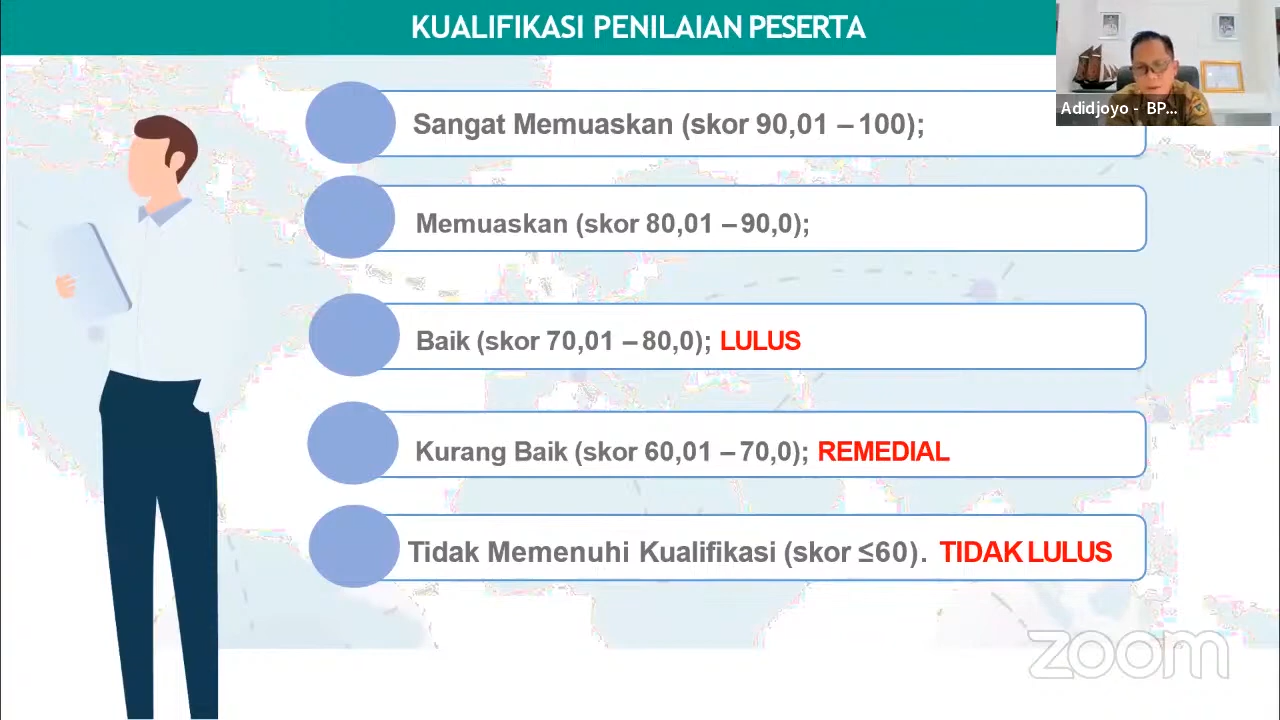 KUALIFIKASI PENILAIAN PESERTA
Adidjoyo - BP...
Sangat Memuaskan (skor 90,01 – 100);
Memuaskan (skor 80,01 – 90,0);
Baik (skor 70,01 – 80,0); LULUS
Kurang Baik (skor 60,01 – 70,0); REMEDIAL
Tidak Memenuhi Kualifikasi (skor ≤60). TIDAK LULUS
zoom